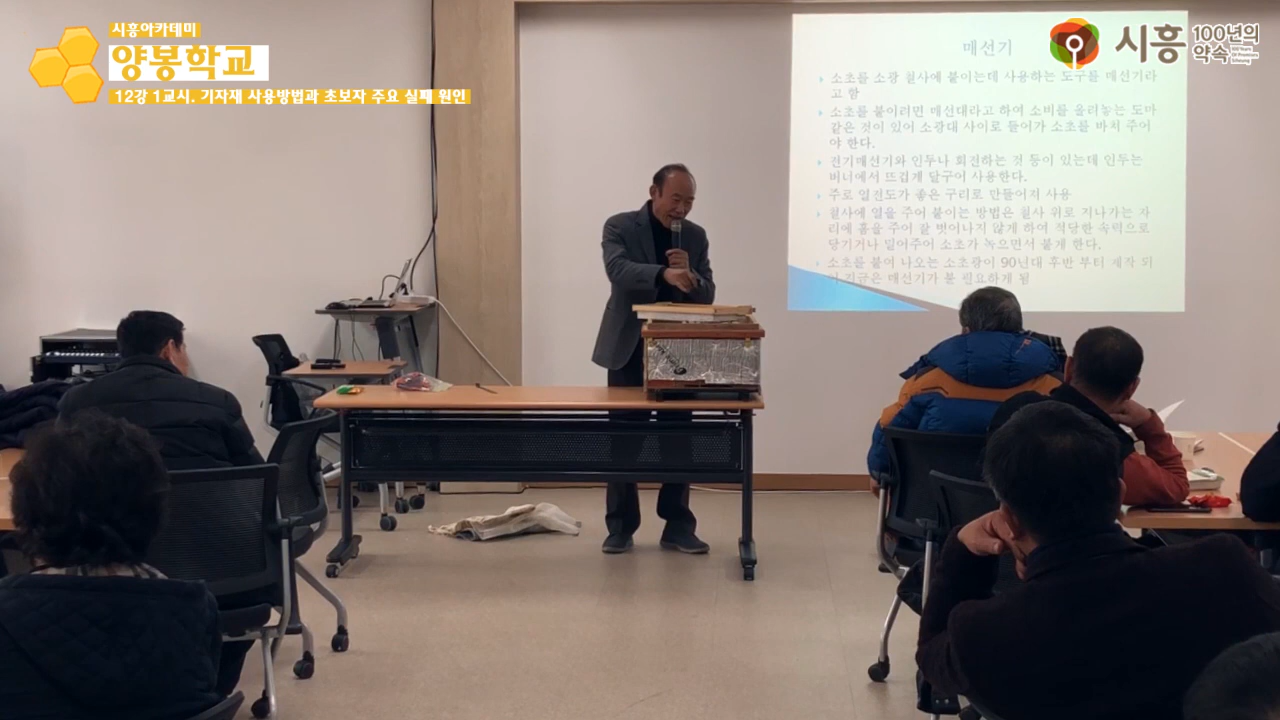 시흥아카데미
양봉학교
12강 1교시. 기자재 사용방법과 초보자 주요 실패 원인
시흥
100년의
약속
매선기
소초를 소광 철사에 붙이는데 사용하는 도구를 매선기라
고 함
소초를 붙이려면 매선대라고 하여 소비를 올려놓는 도마
같은 것이 있어 소광대 사이로 들어가 소초를 바쳐 주어
야 한다.
전기매선기와 인두나 회전하는 것 등이 있는데 인두는
버너에서 뜨겁게 달구어 사용한다.
주로 열전도가 좋은 구리로 만들어져 사용
철사에 열을 주어 붙이는 방법은 철사 위로 지나가는 자
리에 홈을 주어 잘 벗어나지 않게 하여 적당한 속력으로
당기거나 밀어주어 소초가 녹으면서 붙게 한다.
소초를 붙여 나오는 소초광이 90년대 후반 부터 제작 되
지금은 매선기가 불 필요하게 됨